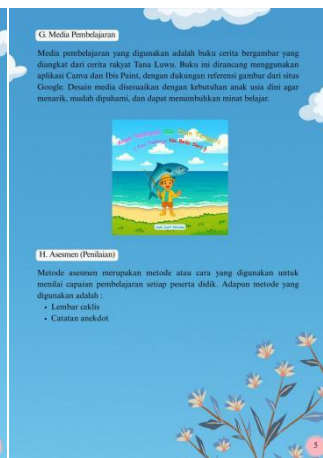 G. Media Pembelajaran
Media pembelajaran yang digunakan adalah buku cerita bergambar yang
diangkat dari cerita rakyat Tana Luwu. Buku ini dirancang menggunakan
aplikasi Canva dan Ibis Paint, dengan dukungan referensi gambar dari situs
Google. Desain media disesuaikan dengan kebutuhan anak usia dini agar
menarik, mudah dipahami, dan dapat menumbuhkan minat belajar.
H. Asesmen (Penilaian)
Metode asesmen merupakan metode atau cara yang digunakan untuk
menilai capaian pembelajaran setiap peserta didik. Adapun metode yang
digunakan adalah :
• Lembar ceklis
• Catatan anekdot
5